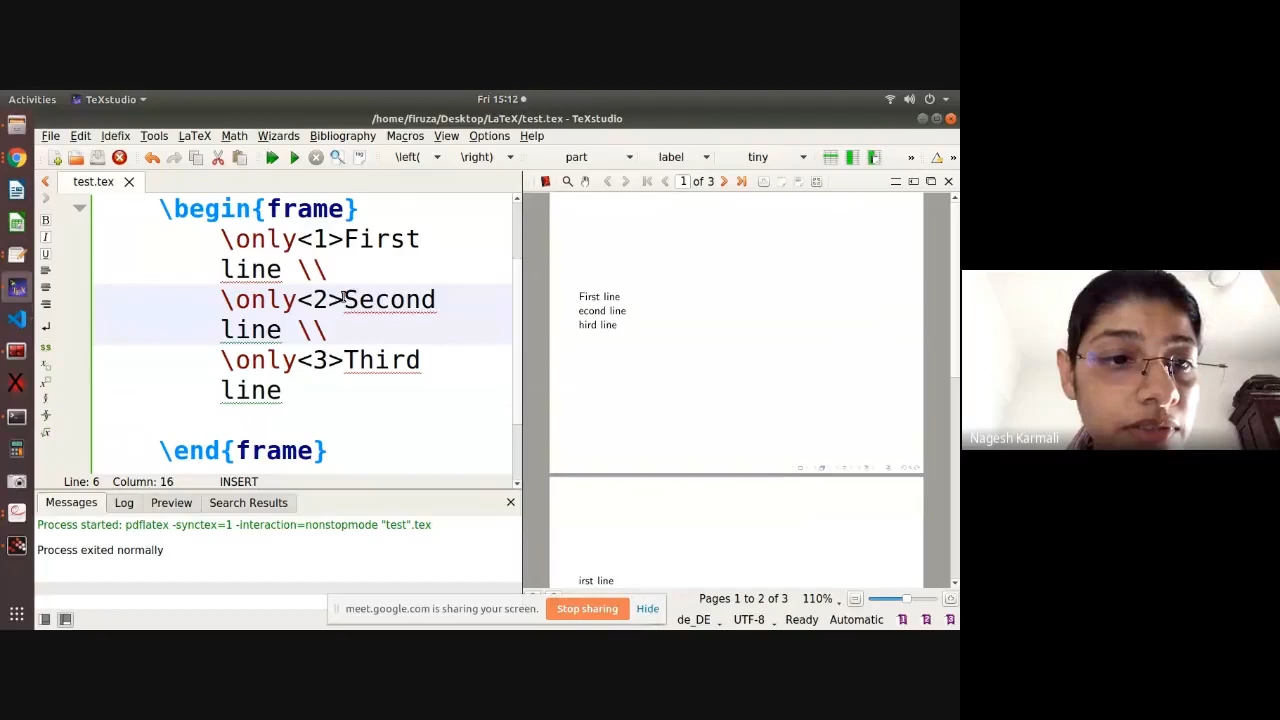 Activities TeXstudio Fri 15:12
/home/firuza/Desktop/LaTeX/test.tex - TeXstudio
File Edit Idefix Tools LaTeX Math Wizards Bibliography Macros View Options Help
\left( \right) part label tiny » »
test.tex 1 of 3
\begin{frame}
\only<1>First
line \\
\only<2>Second
line \\
\only<3>Third
line
\end{frame}
Line: 6 Column: 16 INSERT
Messages Log Preview Search Results
Process started: pdflatex -synctex=1 -interaction=nonstopmode "test".tex
Process exited normally
First line
econd line
hird line
irst line
Pages 1 to 2 of 3 110%
meet.google.com is sharing your screen. Stop sharing Hide
de_DE UTF-8 Ready Automatic
Nagesh Karmali